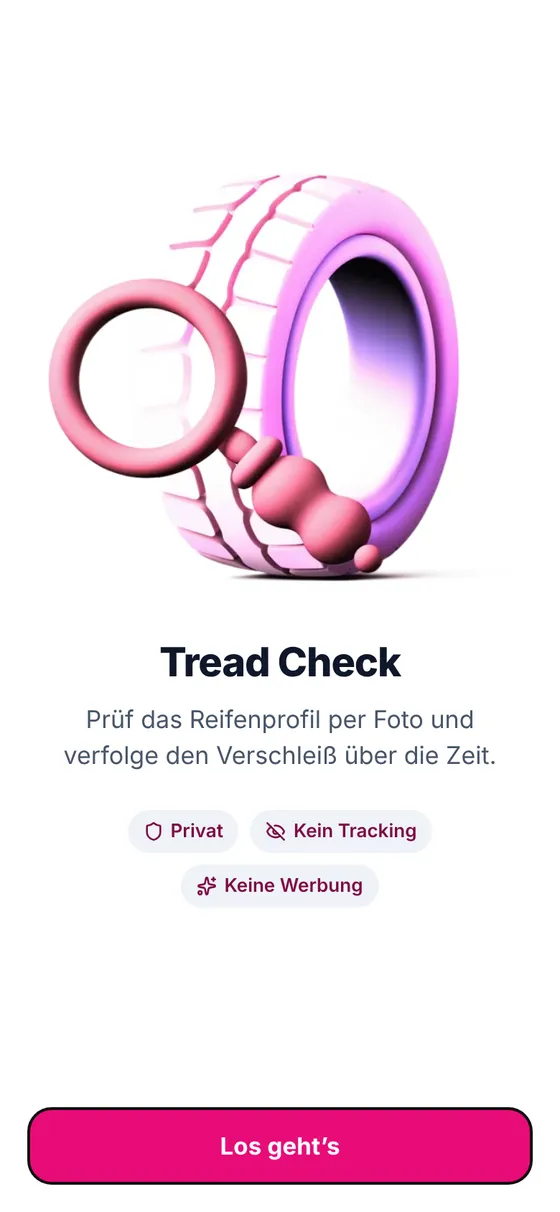 Tread Check
Prüf das Reifenprofil per Foto und
verfolge den Verschleiß über die Zeit.
Privat
Kein Tracking
Keine Werbung
Los geht’s